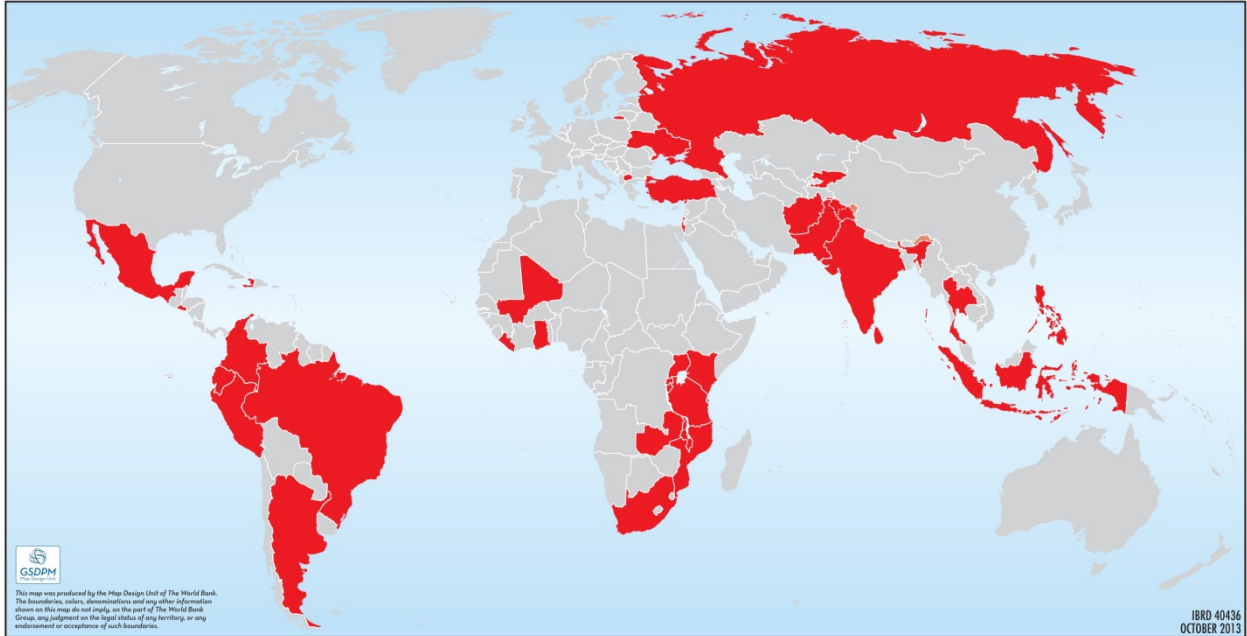 GSDPM
Map Design Unit
This map was produced by the Map Design Unit of The World Bank.
The boundaries, colors, denominations and any other information
shown on this map do not imply, on the part of The World Bank
Group, any judgment on the legal status of any territory, or any
endorsement or acceptance of such boundaries.
IBRD 40436
OCTOBER 2013